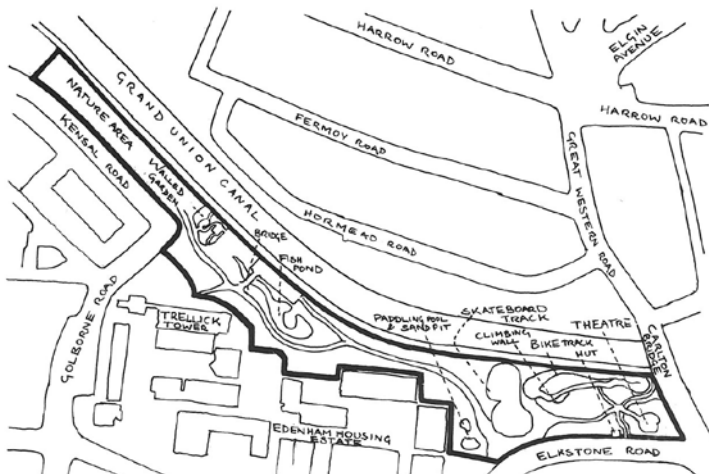 HARROW ROAD
ELGIN
AVENUE
HARROW ROAD
GRAND UNION CANAL
NATURE AREA
KENSAL ROAD
WALLED
GARDEN
FERMOY ROAD
GREAT WESTERN ROAD
HORMEAD ROAD
BRIDGE
FISH
POND
GOLBORNE ROAD
TRELLICK
TOWER
PADDLING POOL
& SANDPIT
SKATEBOARD
TRACK
CLIMBING
WALL
THEATRE
BIKE TRACK
HUT
CARLTON
BRIDGE
EDENHAM HOUSING
ESTATE
ELKSTONE ROAD